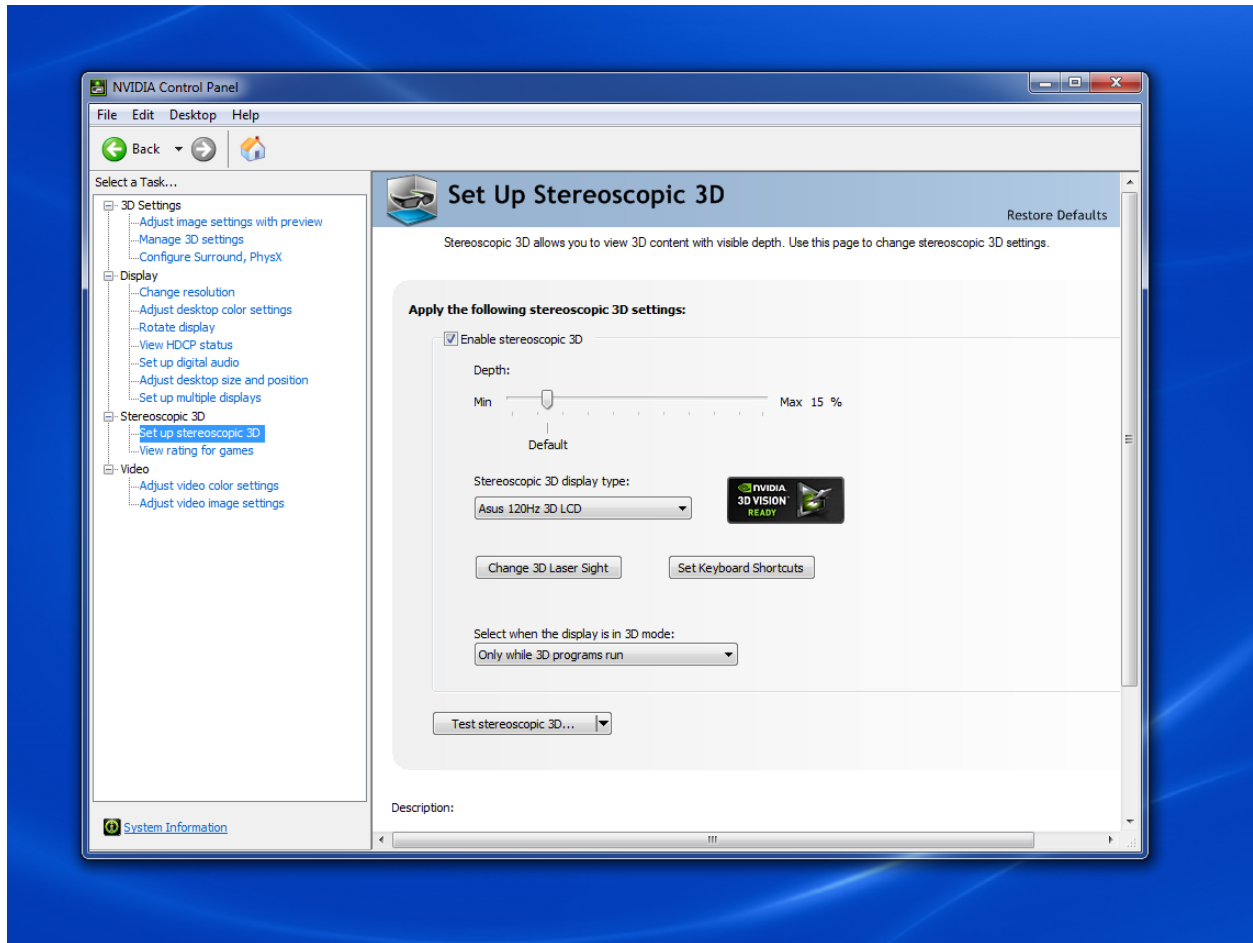 NVIDIA Control Panel
File Edit Desktop Help
Back
Select a Task...
3D Settings
Adjust image settings with preview
Manage 3D settings
Configure Surround, PhysX
Display
Change resolution
Adjust desktop color settings
Rotate display
View HDCP status
Set up digital audio
Adjust desktop size and position
Set up multiple displays
Stereoscopic 3D
Set up stereoscopic 3D
View rating for games
Video
Adjust video color settings
Adjust video image settings
System Information
Set Up Stereoscopic 3D
Restore Defaults
Stereoscopic 3D allows you to view 3D content with visible depth. Use this page to change stereoscopic 3D settings.
Apply the following stereoscopic 3D settings:
Enable stereoscopic 3D
Depth:
Min Max 15 %
Default
Stereoscopic 3D display type:
Asus 120Hz 3D LCD
NVIDIA
3D VISION
READY
Change 3D Laser Sight Set Keyboard Shortcuts
Select when the display is in 3D mode:
Only while 3D programs run
Test stereoscopic 3D...
Description: